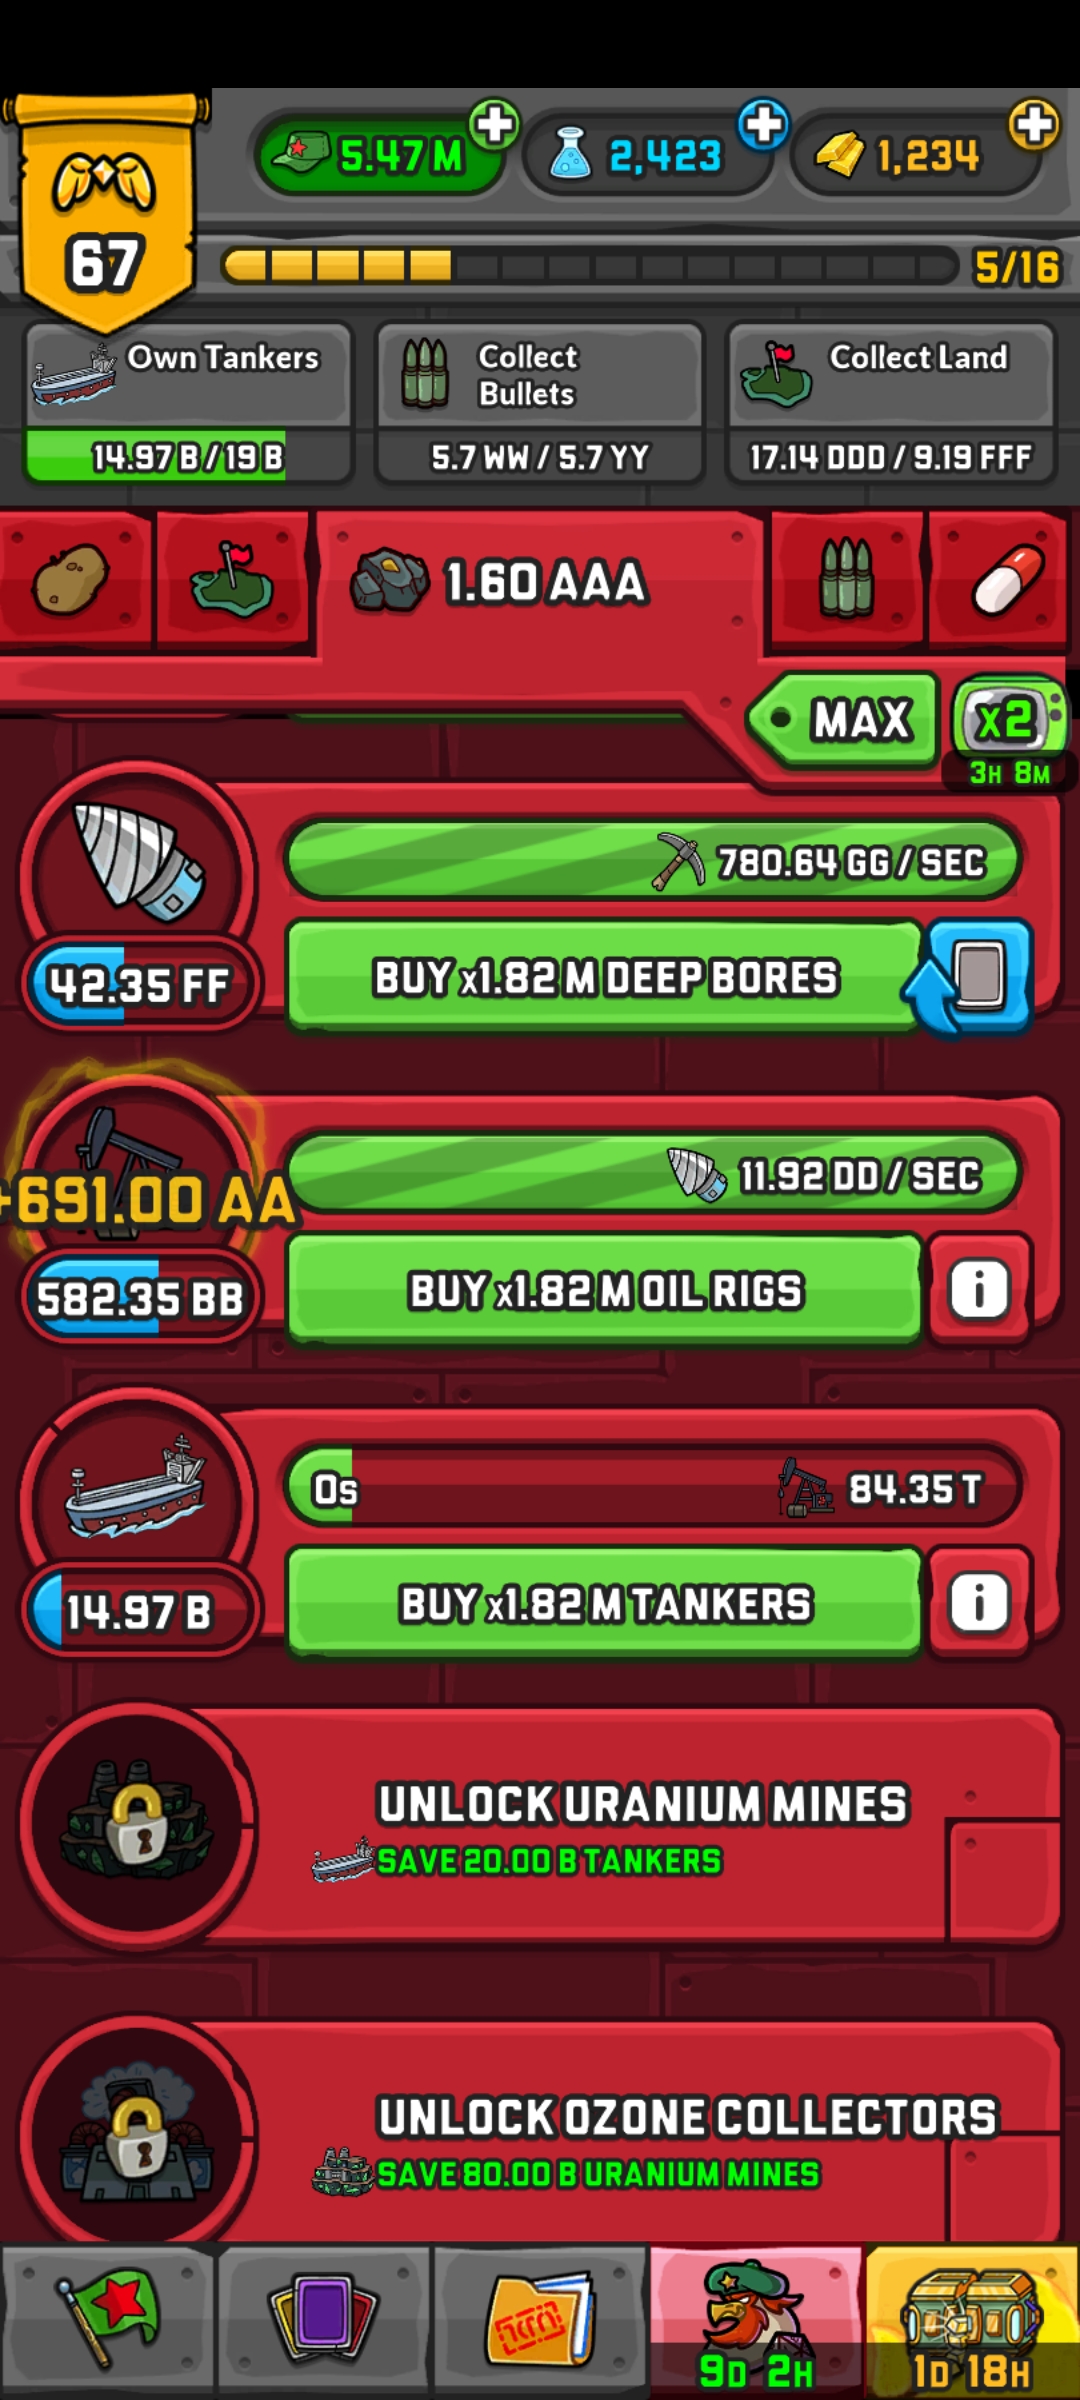 5.47 M
2,423
1,234
67
5/16
Own Tankers
14.97 B / 19 B
Collect
Bullets
5.7 WW / 5.7 YY
Collect Land
17.14 DDD / 9.19 FFF
1.60 AAA
MAX
x2
3H 8M
780.64 GG / SEC
42.35 FF
BUY x1.82 M DEEP BORES
11.92 DD / SEC
+691.00 AA
582.35 BB
BUY x1.82 M OIL RIGS
i
0s
84.35 T
14.97 B
BUY x1.82 M TANKERS
i
UNLOCK URANIUM MINES
SAVE 20.00 B TANKERS
UNLOCK OZONE COLLECTORS
SAVE 80.00 B URANIUM MINES
9D 2H
1D 18H